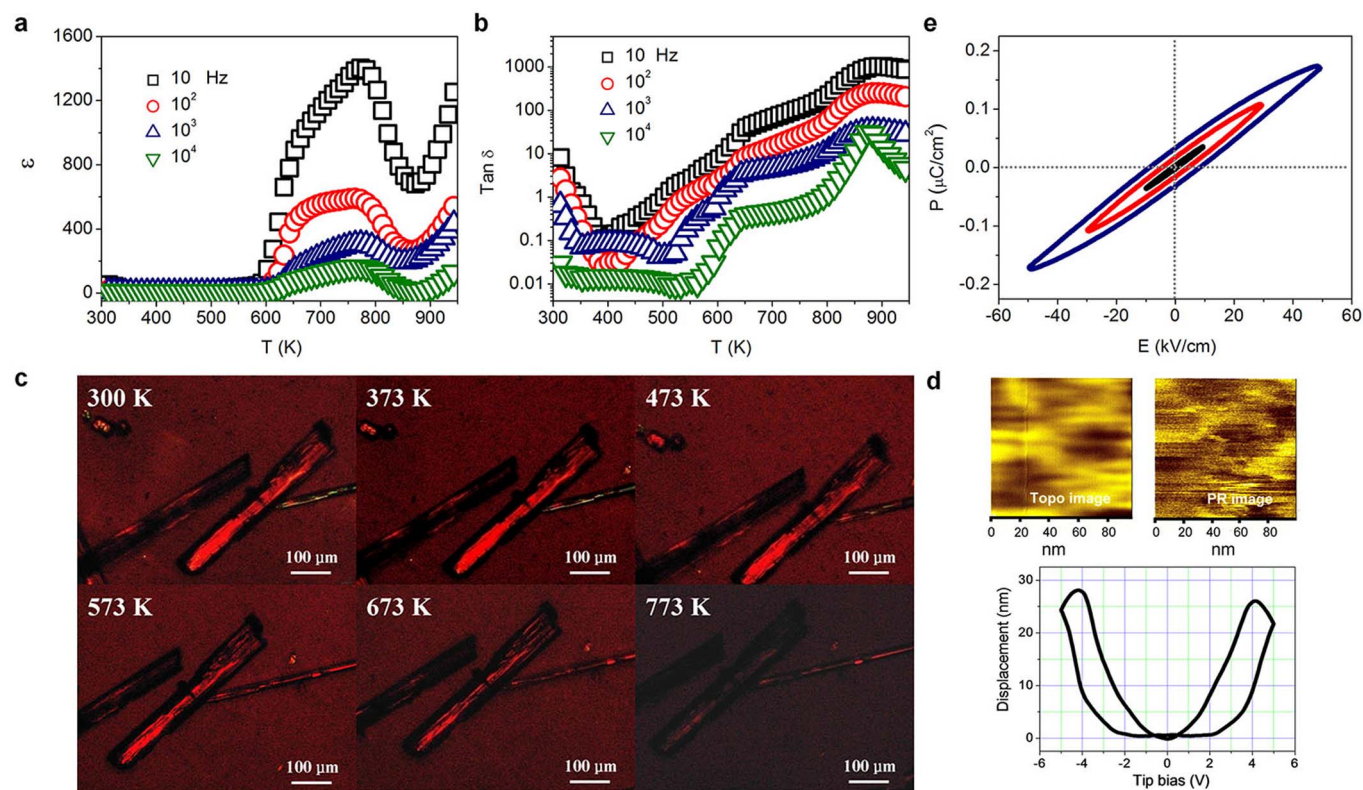 a
1600
1200
800
400
0
ε
10 Hz
10²
10³
10⁴
300 400 500 600 700 800 900
T (K)
b
1000
100
10
1
0.1
0.01
Tan δ
10 Hz
10²
10³
10⁴
300 400 500 600 700 800 900
T (K)
e
0.2
0.1
0.0
-0.1
-0.2
P (μC/cm²)
-60 -40 -20 0 20 40 60
E (kV/cm)
c
300 K
100 μm
373 K
100 μm
473 K
100 μm
573 K
100 μm
673 K
100 μm
773 K
100 μm
d
Topo image
0 20 40 60 80
nm
PR image
0 20 40 60 80
nm
30
20
10
0
Displacement (nm)
-6 -4 -2 0 2 4 6
Tip bias (V)